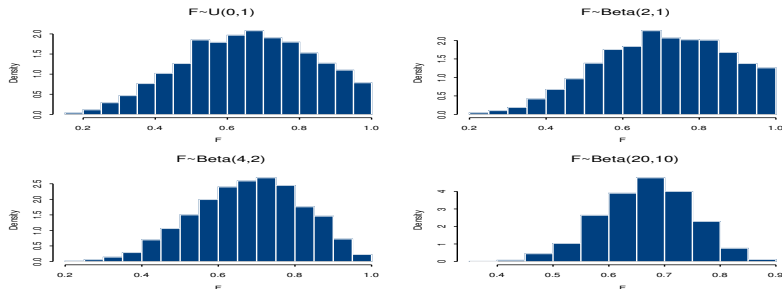 F~U(0,1)
Density
0.0 0.5 1.0 1.5 2.0
0.2 0.4 0.6 0.8 1.0
F
F~Beta(2,1)
Density
0.0 0.5 1.0 1.5 2.0
0.2 0.4 0.6 0.8 1.0
F
F~Beta(4,2)
Density
0.0 0.5 1.0 1.5 2.0 2.5
0.2 0.4 0.6 0.8 1.0
F
F~Beta(20,10)
Density
0 1 2 3 4
0.4 0.5 0.6 0.7 0.8 0.9
F